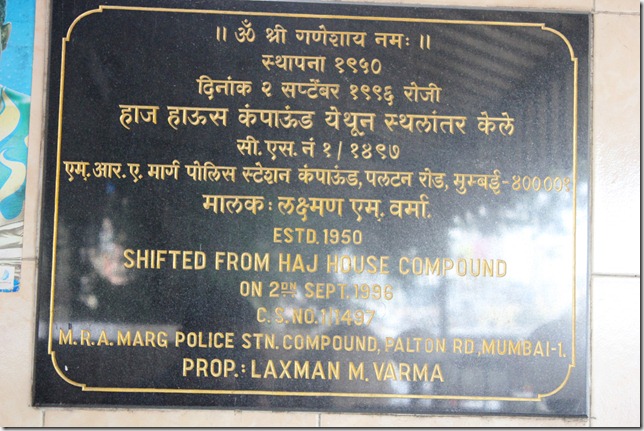 ॥ ॐ श्री गणेशाय नमः ॥
स्थापना १९५०
दिनांक २ सप्टेंबर १९९६ रोजी
हाज हाऊस कंपाऊंड येथून स्थलांतर केले
सी.एस.नं १/१४९७
एम.आर.ए.मार्ग पोलिस स्टेशन कंपाऊंड,पलटन रोड, मुम्बई-४००००१
मालक: लक्ष्मण एम्. वर्मा.
ESTD.1950
SHIFTED FROM HAJ HOUSE COMPOUND
ON 2DN SEPT.1996
C.S.NO.1/1497
M.R.A.MARG POLICE STN.COMPOUND, PALTON RD,MUMBAI-1.
PROP.: LAXMAN M.VARMA